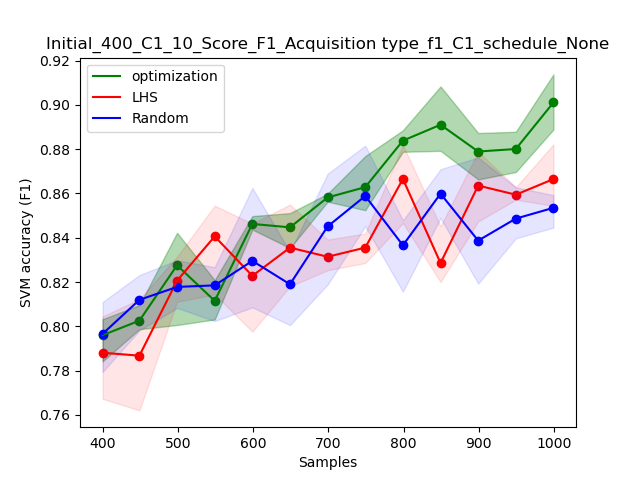 Initial_400_C1_10_Score_F1_Acquisition type_f1_C1_schedule_None
optimization
LHS
Random
SVM accuracy (F1)
0.92
0.90
0.88
0.86
0.84
0.82
0.80
0.78
0.76
400 500 600 700 800 900 1000
Samples